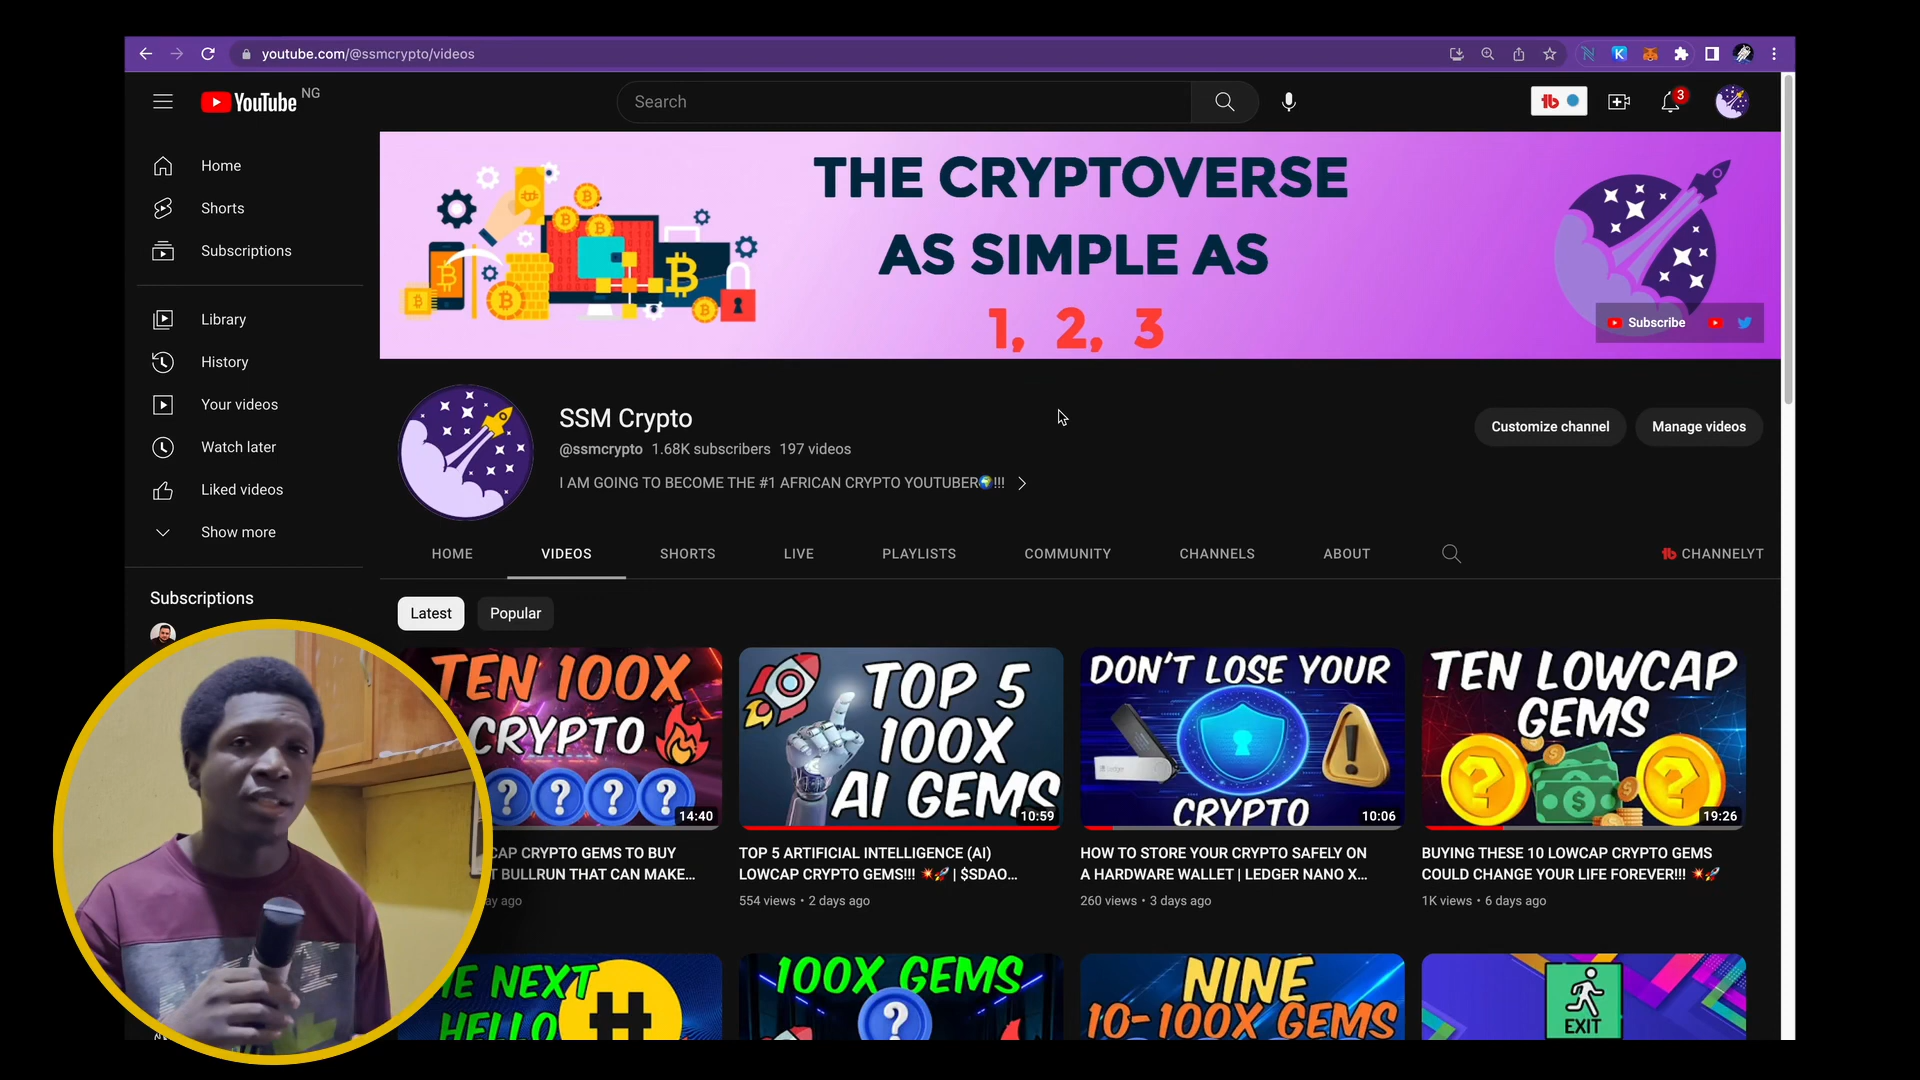 youtube.com/@ssmcrypto/videos
YouTube NG
Search
3
Home
Shorts
Subscriptions
Library
History
Your videos
Watch later
Liked videos
Show more
Subscriptions
THE CRYPTOVERSE
AS SIMPLE AS
1, 2, 3
Subscribe
SSM Crypto
@ssmcrypto 1.68K subscribers 197 videos
I AM GOING TO BECOME THE #1 AFRICAN CRYPTO YOUTUBER🌍!!!
Customize channel
Manage videos
HOME VIDEOS SHORTS LIVE PLAYLISTS COMMUNITY CHANNELS ABOUT CHANNELYT
Latest Popular
TEN 100X
CRYPTO
14:40
CAP CRYPTO GEMS TO BUY
BULLRUN THAT CAN MAKE...
ago
TOP 5
100X
AI GEMS
10:59
TOP 5 ARTIFICIAL INTELLIGENCE (AI)
LOWCAP CRYPTO GEMS!!! 💥🚀 | $SDAO...
554 views • 2 days ago
DON'T LOSE YOUR
CRYPTO
10:06
HOW TO STORE YOUR CRYPTO SAFELY ON
A HARDWARE WALLET | LEDGER NANO X...
260 views • 3 days ago
TEN LOWCAP
GEMS
19:26
BUYING THESE 10 LOWCAP CRYPTO GEMS
COULD CHANGE YOUR LIFE FOREVER!!! 💥🚀
1K views • 6 days ago
NEXT
HELLO
100X GEMS
NINE
10-100X GEMS
EXIT